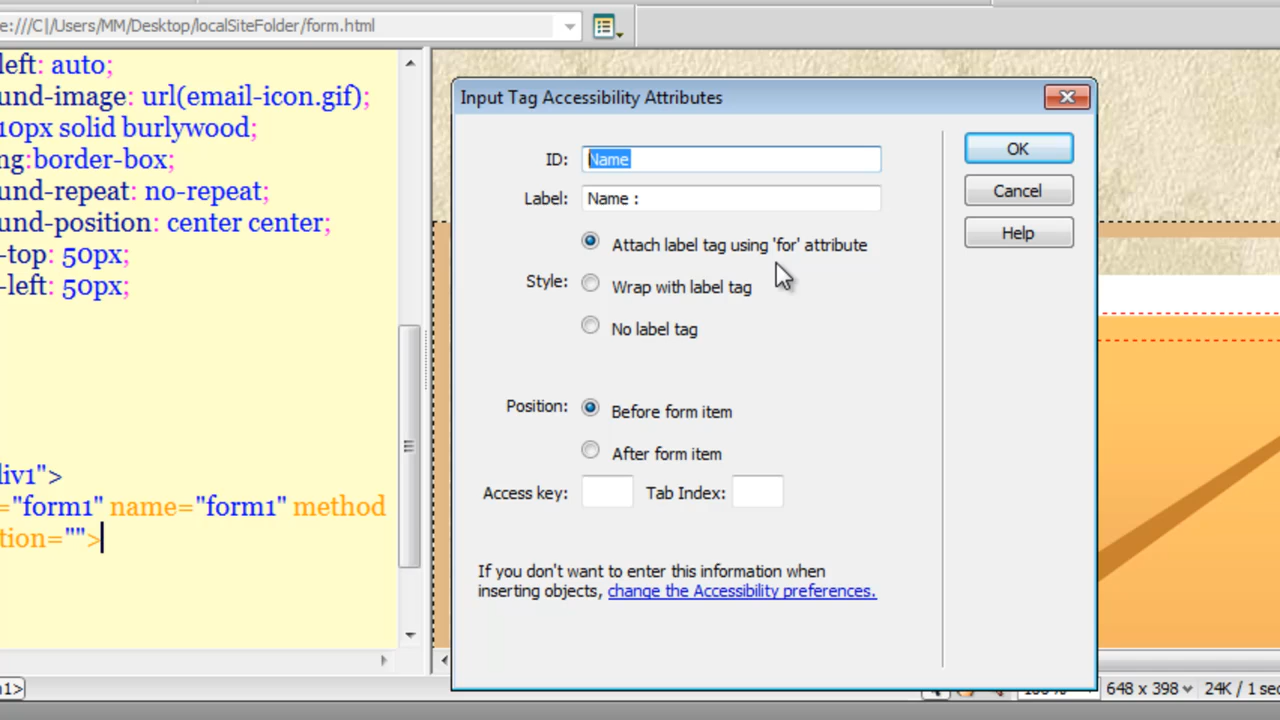 e:///C|/Users/MM/Desktop/localSiteFolder/form.html
left: auto;
und-image: url(email-icon.gif);
10px solid burlywood;
ng:border-box;
und-repeat: no-repeat;
und-position: center center;
-top: 50px;
-left: 50px;
div1">
="form1" name="form1" method
tion="">
n1>
Input Tag Accessibility Attributes
ID: Name
Label: Name :
Style:
Attach label tag using 'for' attribute
Wrap with label tag
No label tag
Position:
Before form item
After form item
Access key: Tab Index:
If you don't want to enter this information when
inserting objects, change the Accessibility preferences.
OK
Cancel
Help
648 x 398 24K / 1 sec